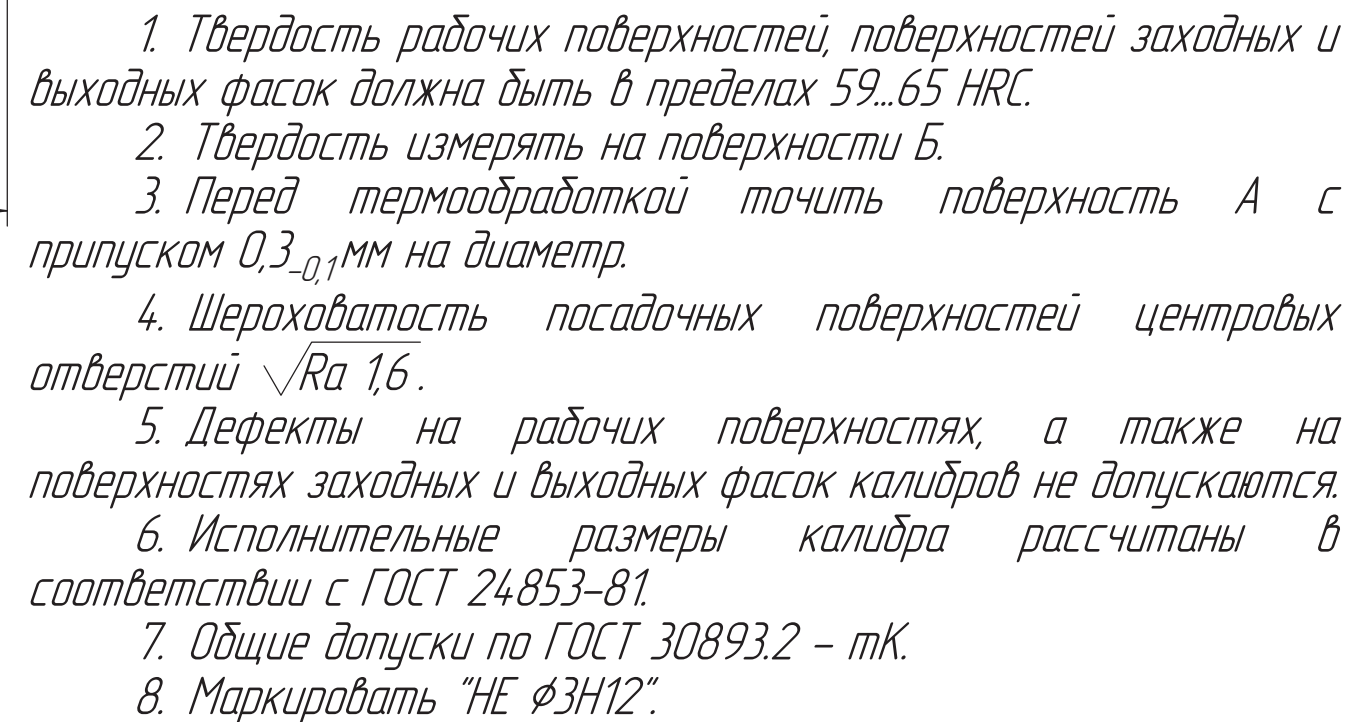 1. Твердость рабочих поверхностей, поверхностей заходных и
выходных фасок должна быть в пределах 59...65 HRC.
2. Твердость измерять на поверхности Б.
3. Перед термообработкой точить поверхность А с
припуском 0,3-0,1 мм на диаметр.
4. Шероховатость посадочных поверхностей центровых
отверстий √Ra 1,6.
5. Дефекты на рабочих поверхностях, а также на
поверхностях заходных и выходных фасок калибров не допускаются.
6. Исполнительные размеры калибра рассчитаны в
соответствии с ГОСТ 24853-81.
7. Общие допуски по ГОСТ 30893.2 - mK.
8. Маркировать "НЕ ϕ3Н12".